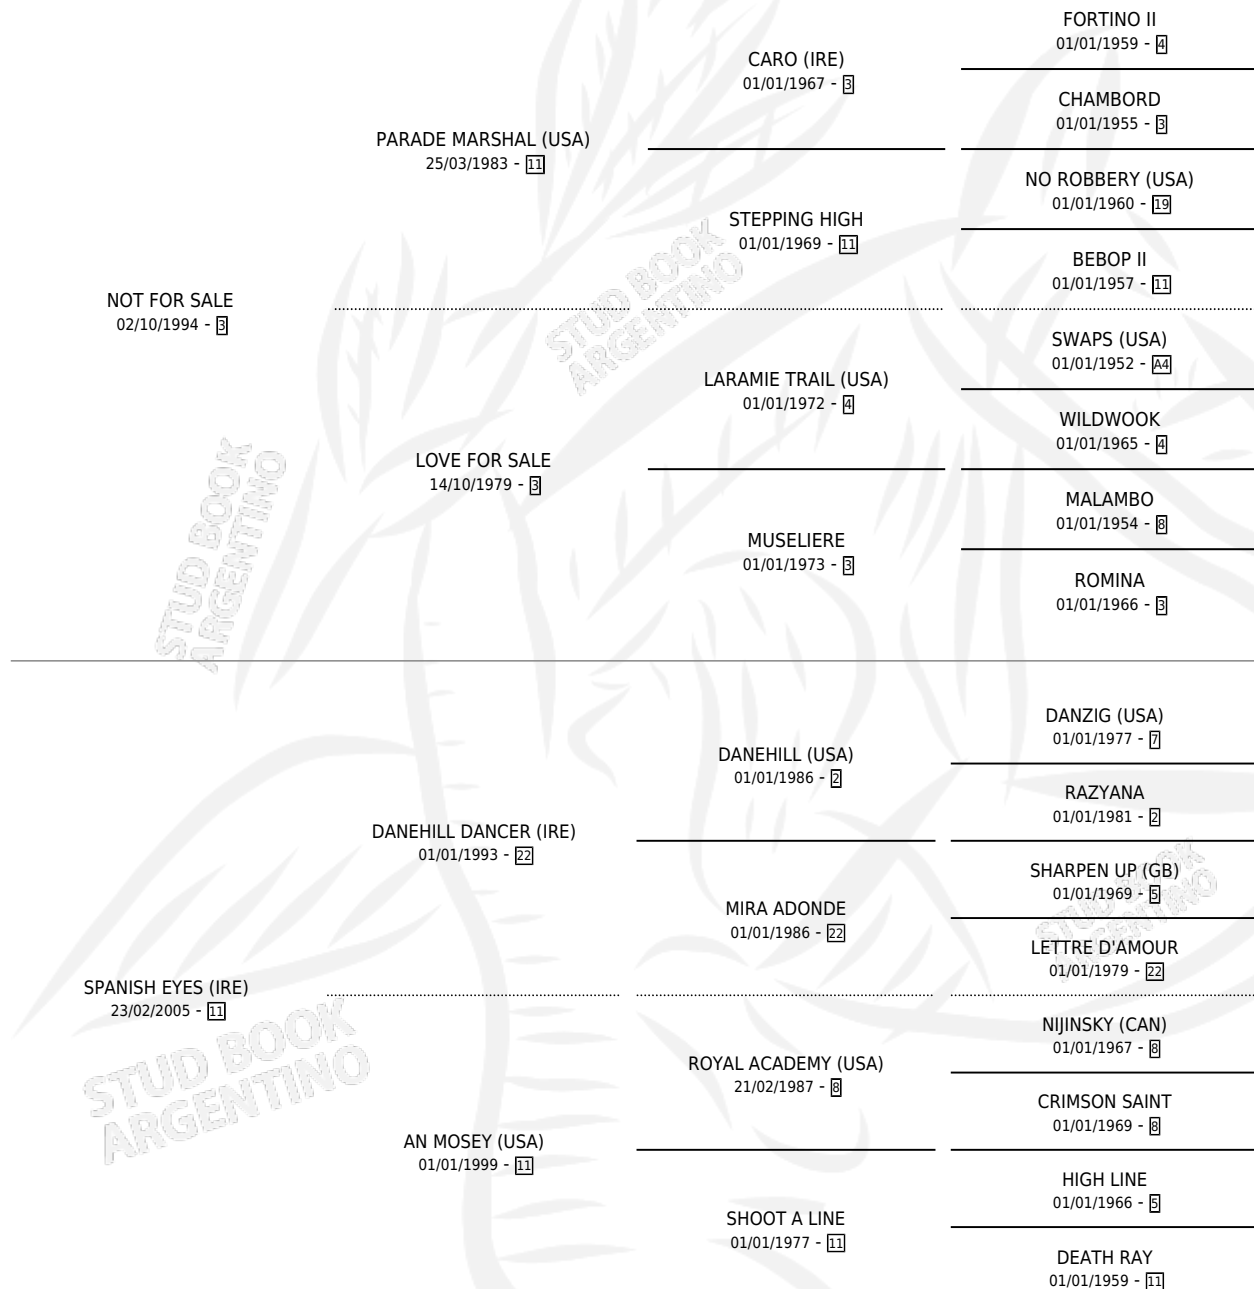 FORTINO II
01/01/1959 - 4
CARO (IRE)
01/01/1967 - 3
CHAMBORD
01/01/1955 - 3
PARADE MARSHAL (USA)
25/03/1983 - 11
NO ROBBERY (USA)
01/01/1960 - 19
STEPPING HIGH
01/01/1969 - 11
BEBOP II
01/01/1957 - 11
NOT FOR SALE
02/10/1994 - 3
STUD BOOK
ARGENTINO
SWAPS (USA)
01/01/1952 - A4
LARAMIE TRAIL (USA)
01/01/1972 - 4
WILDWOOK
01/01/1965 - 4
LOVE FOR SALE
14/10/1979 - 3
MALAMBO
01/01/1954 - 8
MUSELIERE
01/01/1973 - 3
ROMINA
01/01/1966 - 3
STUD BOOK
ARGENTINO
DANZIG (USA)
01/01/1977 - 7
DANEHILL (USA)
01/01/1986 - 2
RAZYANA
01/01/1981 - 2
DANEHILL DANCER (IRE)
01/01/1993 - 22
SHARPEN UP (GB)
01/01/1969 - 5
MIRA ADONDE
01/01/1986 - 22
LETTRE D'AMOUR
01/01/1979 - 22
STUD BOOK
ARGENTINO
SPANISH EYES (IRE)
23/02/2005 - 11
NIJINSKY (CAN)
01/01/1967 - 8
ROYAL ACADEMY (USA)
21/02/1987 - 8
CRIMSON SAINT
01/01/1969 - 8
STUD BOOK
ARGENTINO
AN MOSEY (USA)
01/01/1999 - 11
HIGH LINE
01/01/1966 - 5
SHOOT A LINE
01/01/1977 - 11
DEATH RAY
01/01/1959 - 11